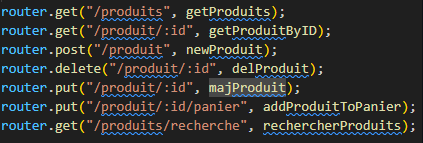 router.get("/produits", getProduits);
router.get("/produit/:id", getProduitByID);
router.post("/produit", newProduit);
router.delete("/produit/:id", delProduit);
router.put("/produit/:id", majProduit);
router.put("/produit/:id/panier", addProduitToPanier);
router.get("/produits/recherche", rechercherProduits);